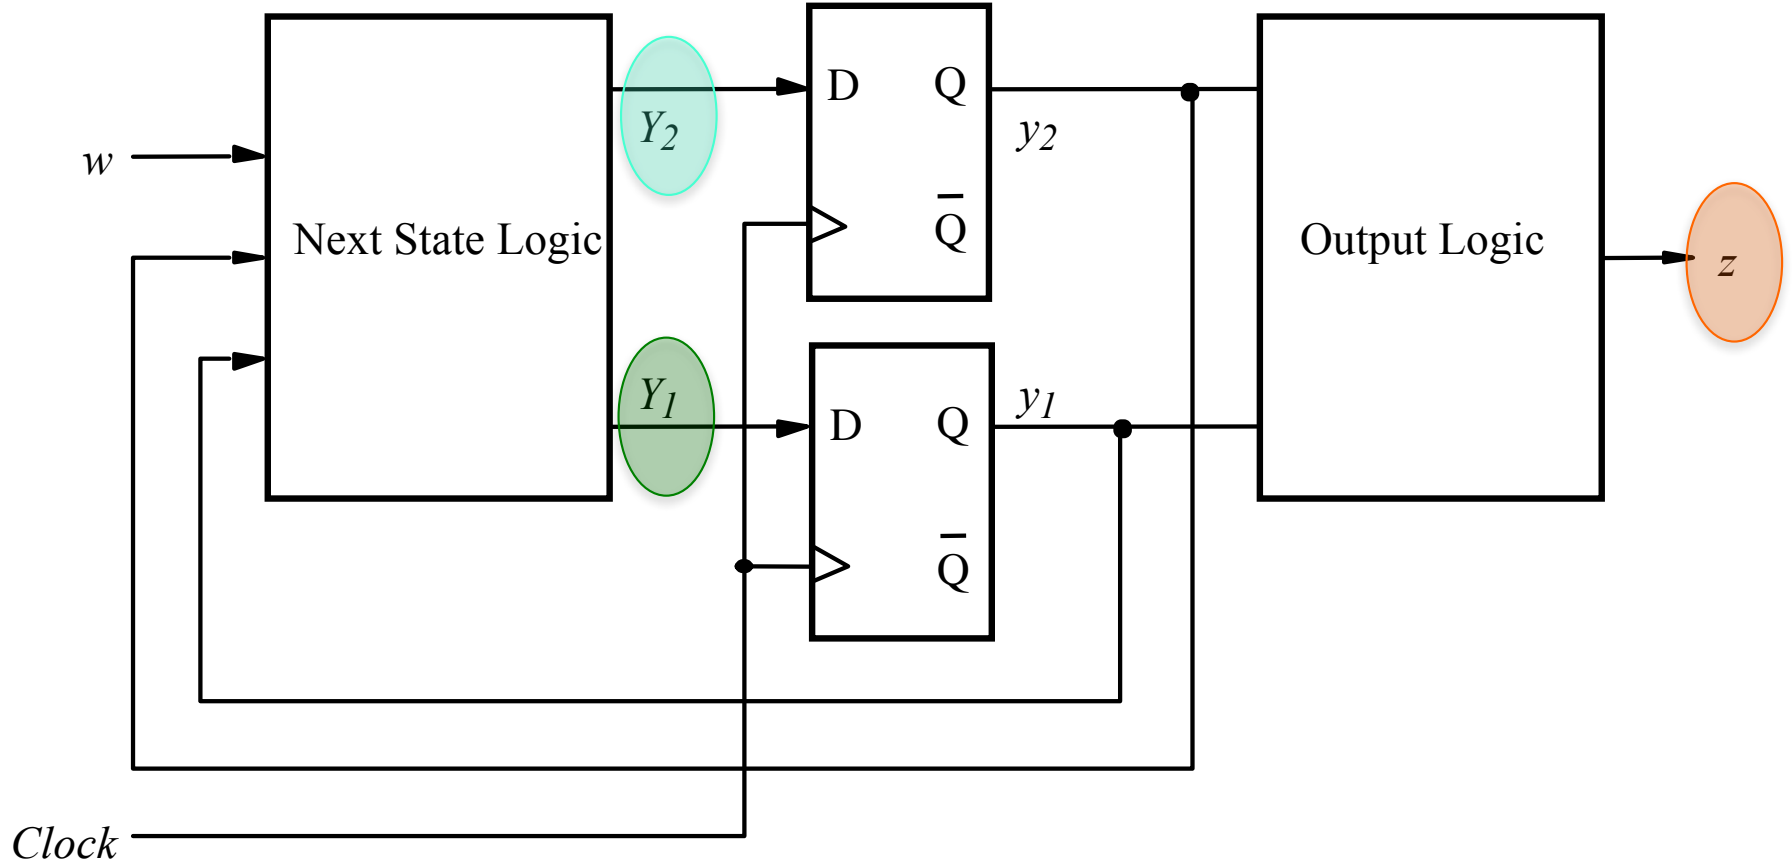 w
Next State Logic
Y₂
Y₁
D
Q
Q̅
y₂
D
Q
Q̅
y₁
Output Logic
z
Clock